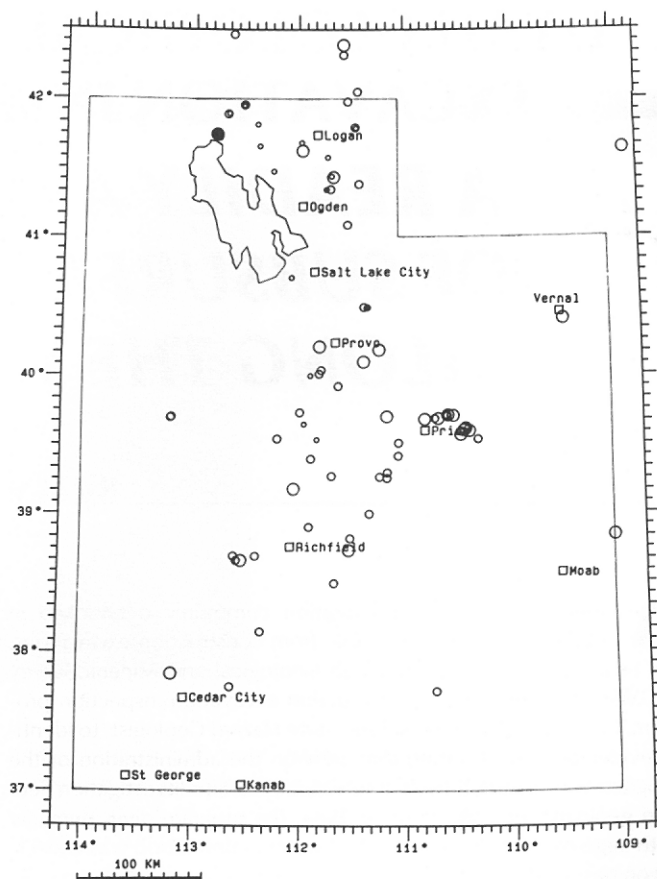 42°
Logan
Ogden
41°
Salt Lake City
Vernal
Provo
40°
Pri
39°
Richfield
Moab
38°
Cedar City
St George
Kanab
37°
114° 113° 112° 111° 110° 109°
100 KM